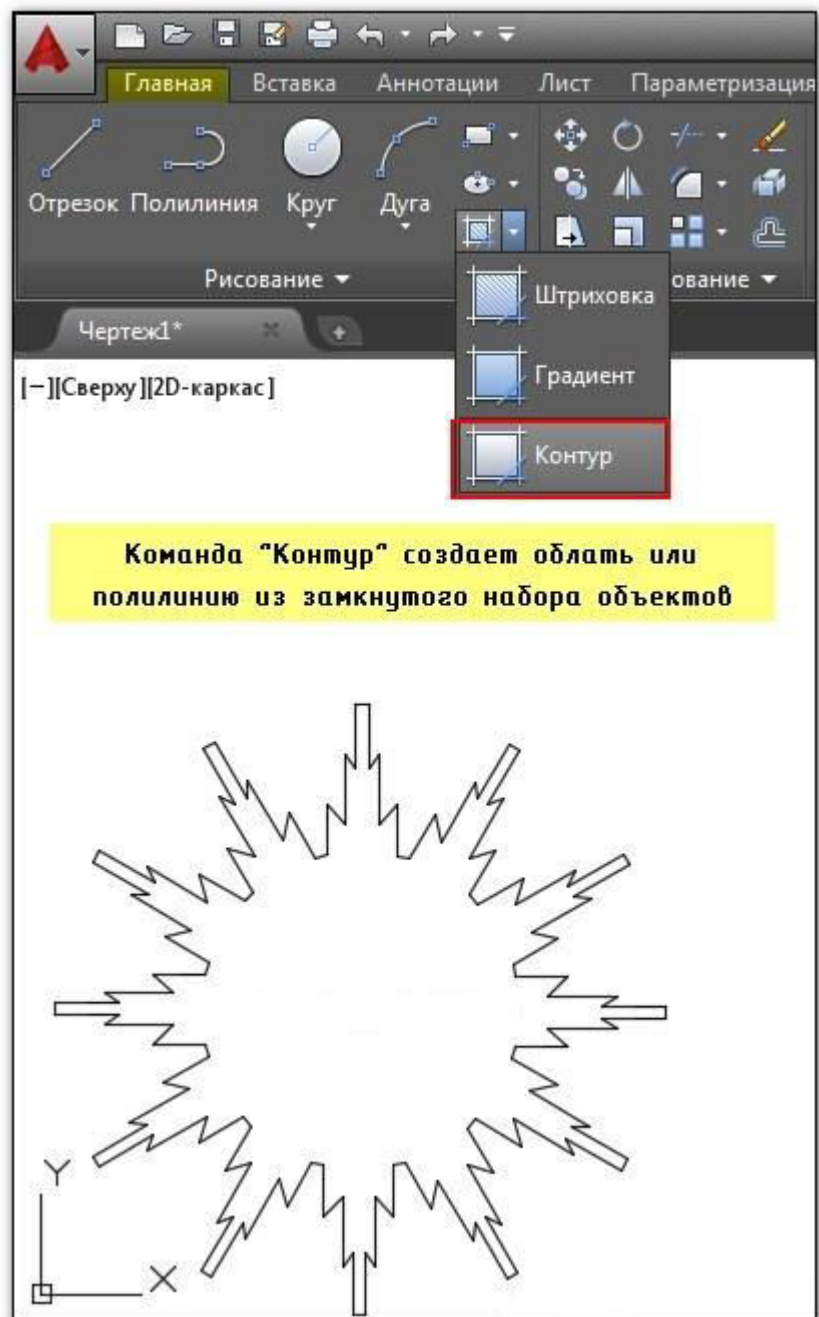 Главная Вставка Аннотации Лист Параметризация
Отрезок Полилиния Круг Дуга
Рисование
ование
Штриховка
Градиент
Контур
Чертеж1*
[−][Сверху][2D-каркас]
Команда "Контур" создает облать или
полилинию из замкнутого набора объектов
Y
X